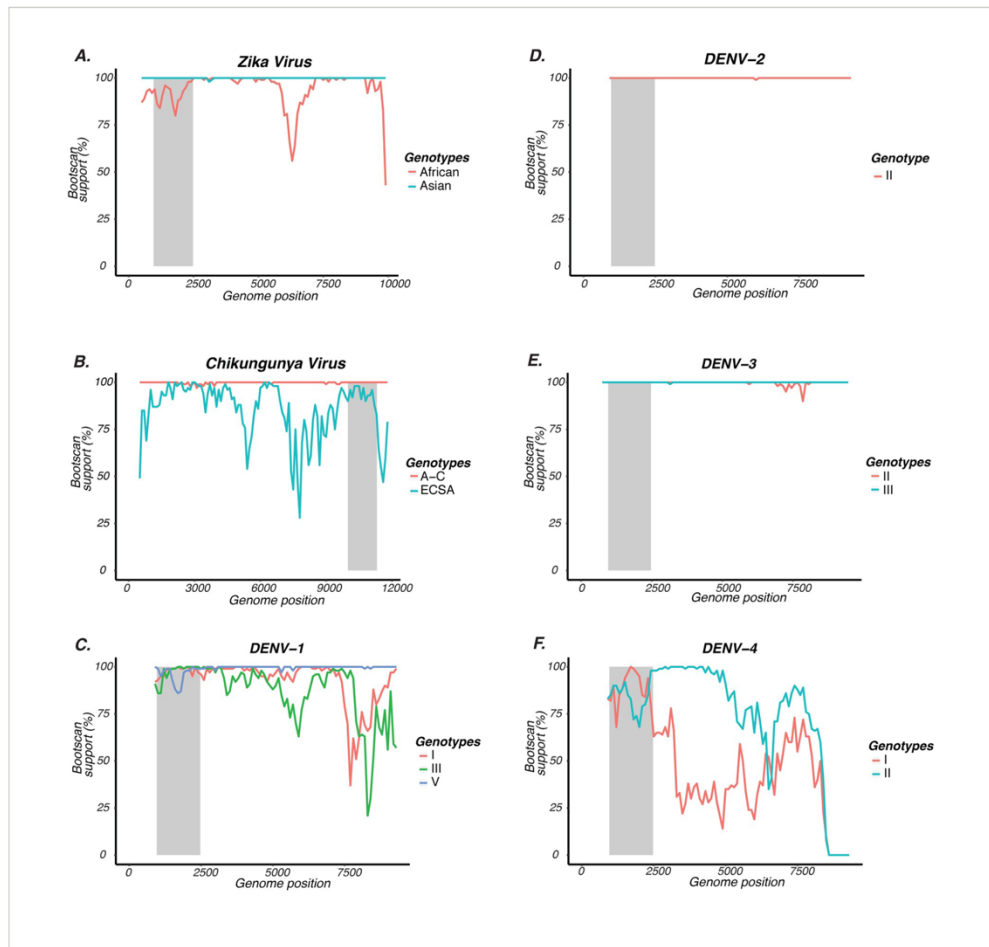 A.
Zika Virus
100
75
50
25
0
Bootscan
support (%)
0
2500
5000
7500
10000
Genome position
Genotypes
African
Asian
B.
Chikungunya Virus
100
75
50
25
0
Bootscan
support (%)
0
3000
6000
9000
12000
Genome position
Genotypes
A–C
ECSA
C.
DENV–1
100
75
50
25
0
Bootscan
support (%)
0
2500
5000
7500
Genome position
Genotypes
I
III
V
D.
DENV–2
100
75
50
25
0
Bootscan
support (%)
0
2500
5000
7500
Genome position
Genotype
II
E.
DENV–3
100
75
50
25
0
Bootscan
support (%)
0
2500
5000
7500
Genome position
Genotypes
II
III
F.
DENV–4
100
75
50
25
0
Bootscan
support (%)
0
2500
5000
7500
Genome position
Genotypes
I
II